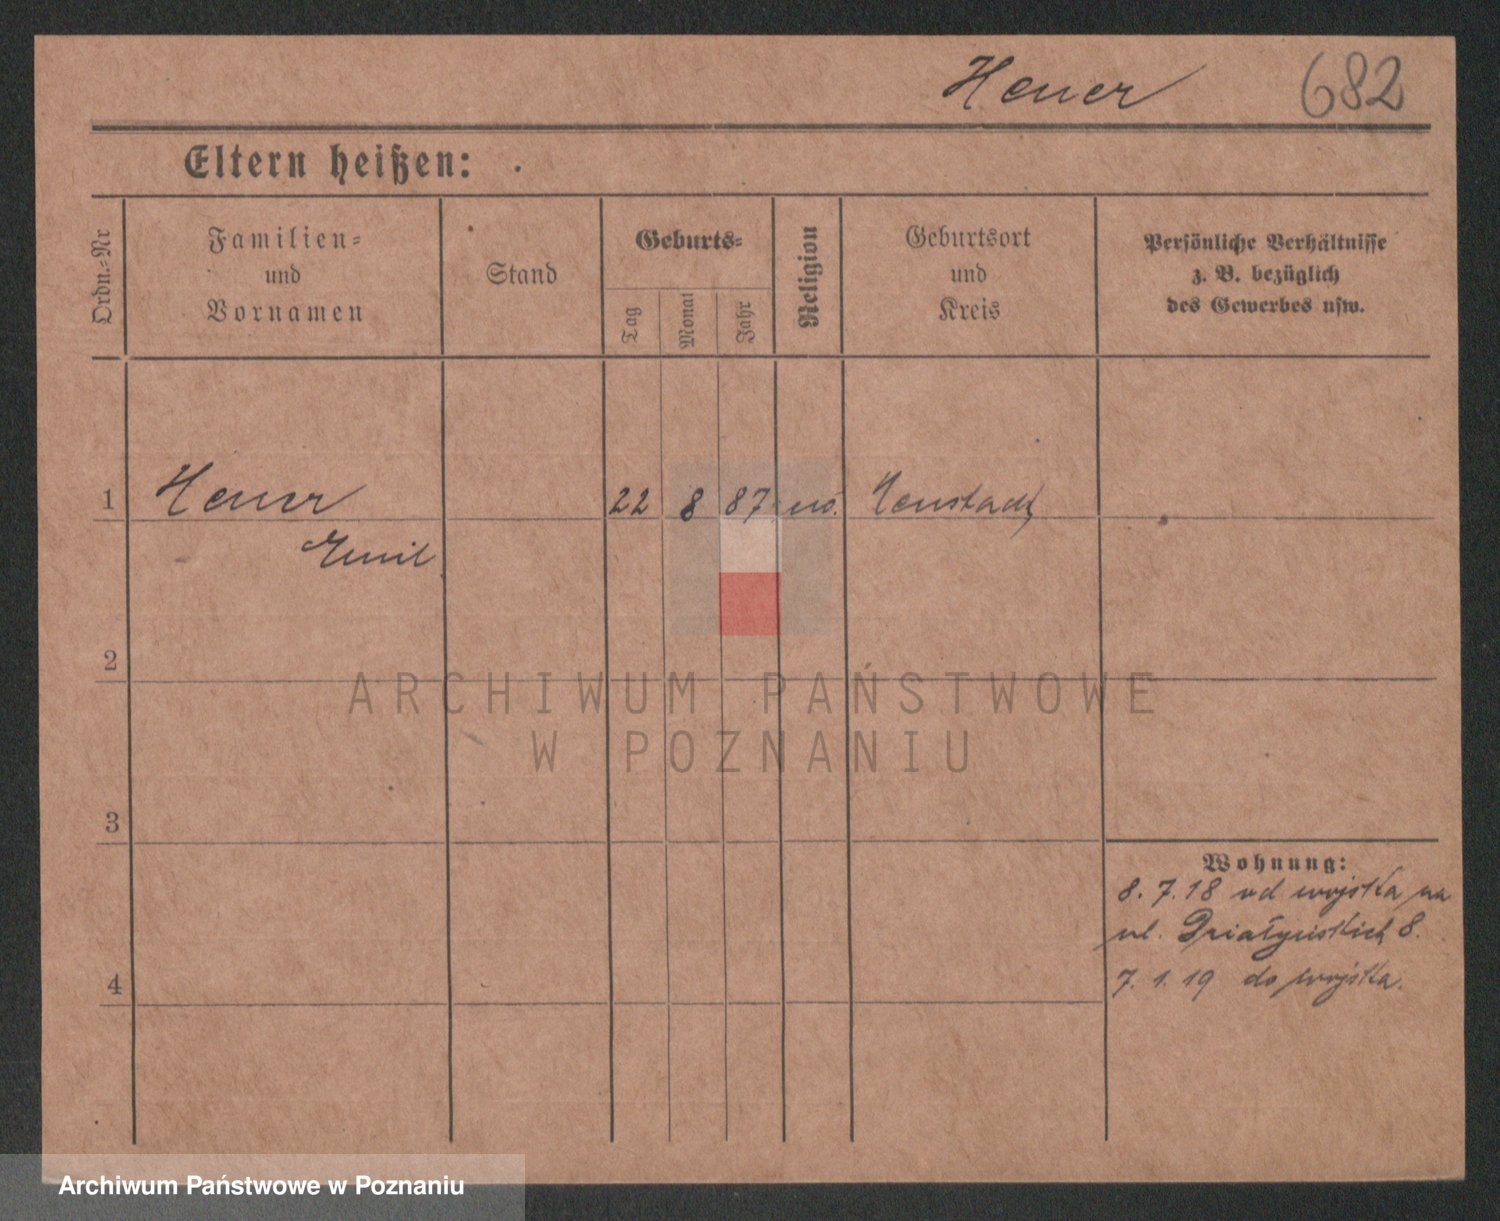 Heuer 682
Eltern heißen:
Ordn.-Nr
Familien-
und
Vornamen
Stand
Geburts-
Tag
Monat
Jahr
Religion
Geburtsort
und
Kreis
Persönliche Verhältnisse
z. B. bezüglich
des Gewerbes usw.
1 Heuer 22 8 87 Neustadt
Emil
2
3
4
Wohnung:
8.7.18 od wojska na
ul. Działyńskich 8.
7.1.19 do wojska.
ARCHIWUM PAŃSTWOWE
W POZNANIU
Archiwum Państwowe w Poznaniu